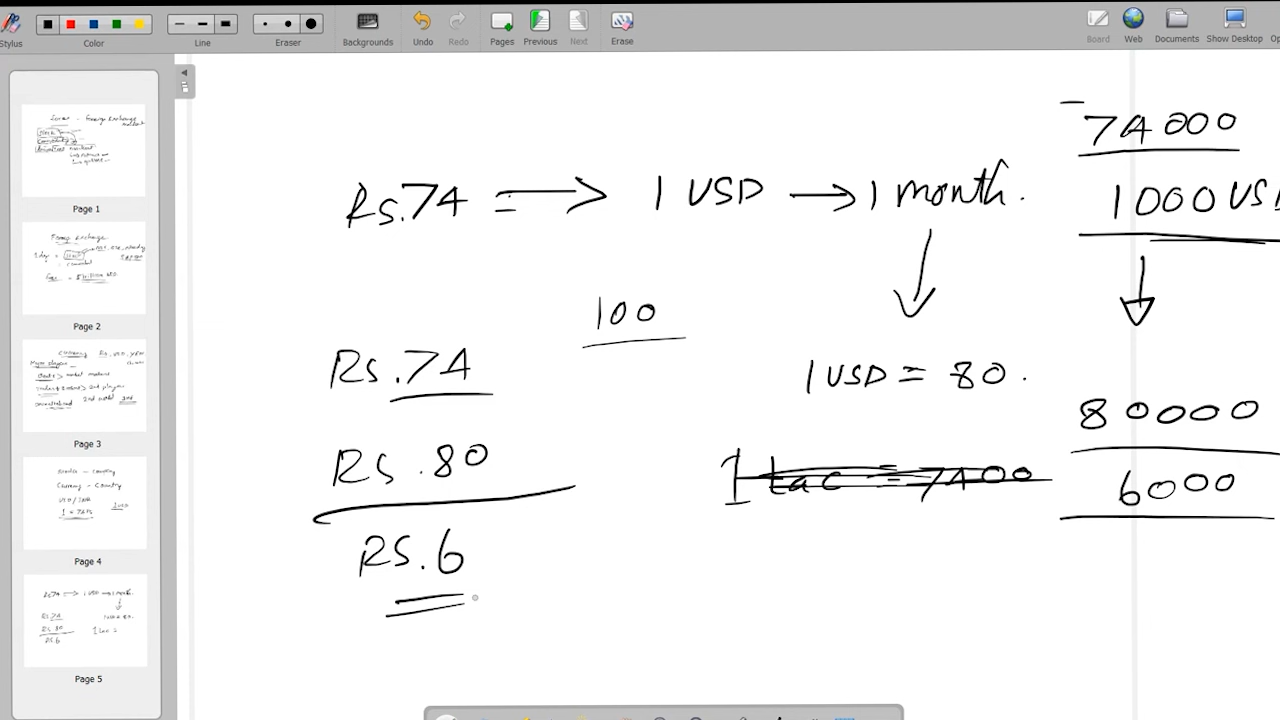 Stylus Color Line Eraser Backgrounds Undo Redo Pages Previous Next Erase Board Web Documents Show Desktop
Page 1
Page 2
Page 3
Page 4
Page 5
Rs.74 => 1 USD → 1 month.
74000
1000 USD
100
Rs.74
1 USD = 80.
80000
Rs.80
1 Lac = 7400
6000
RS.6